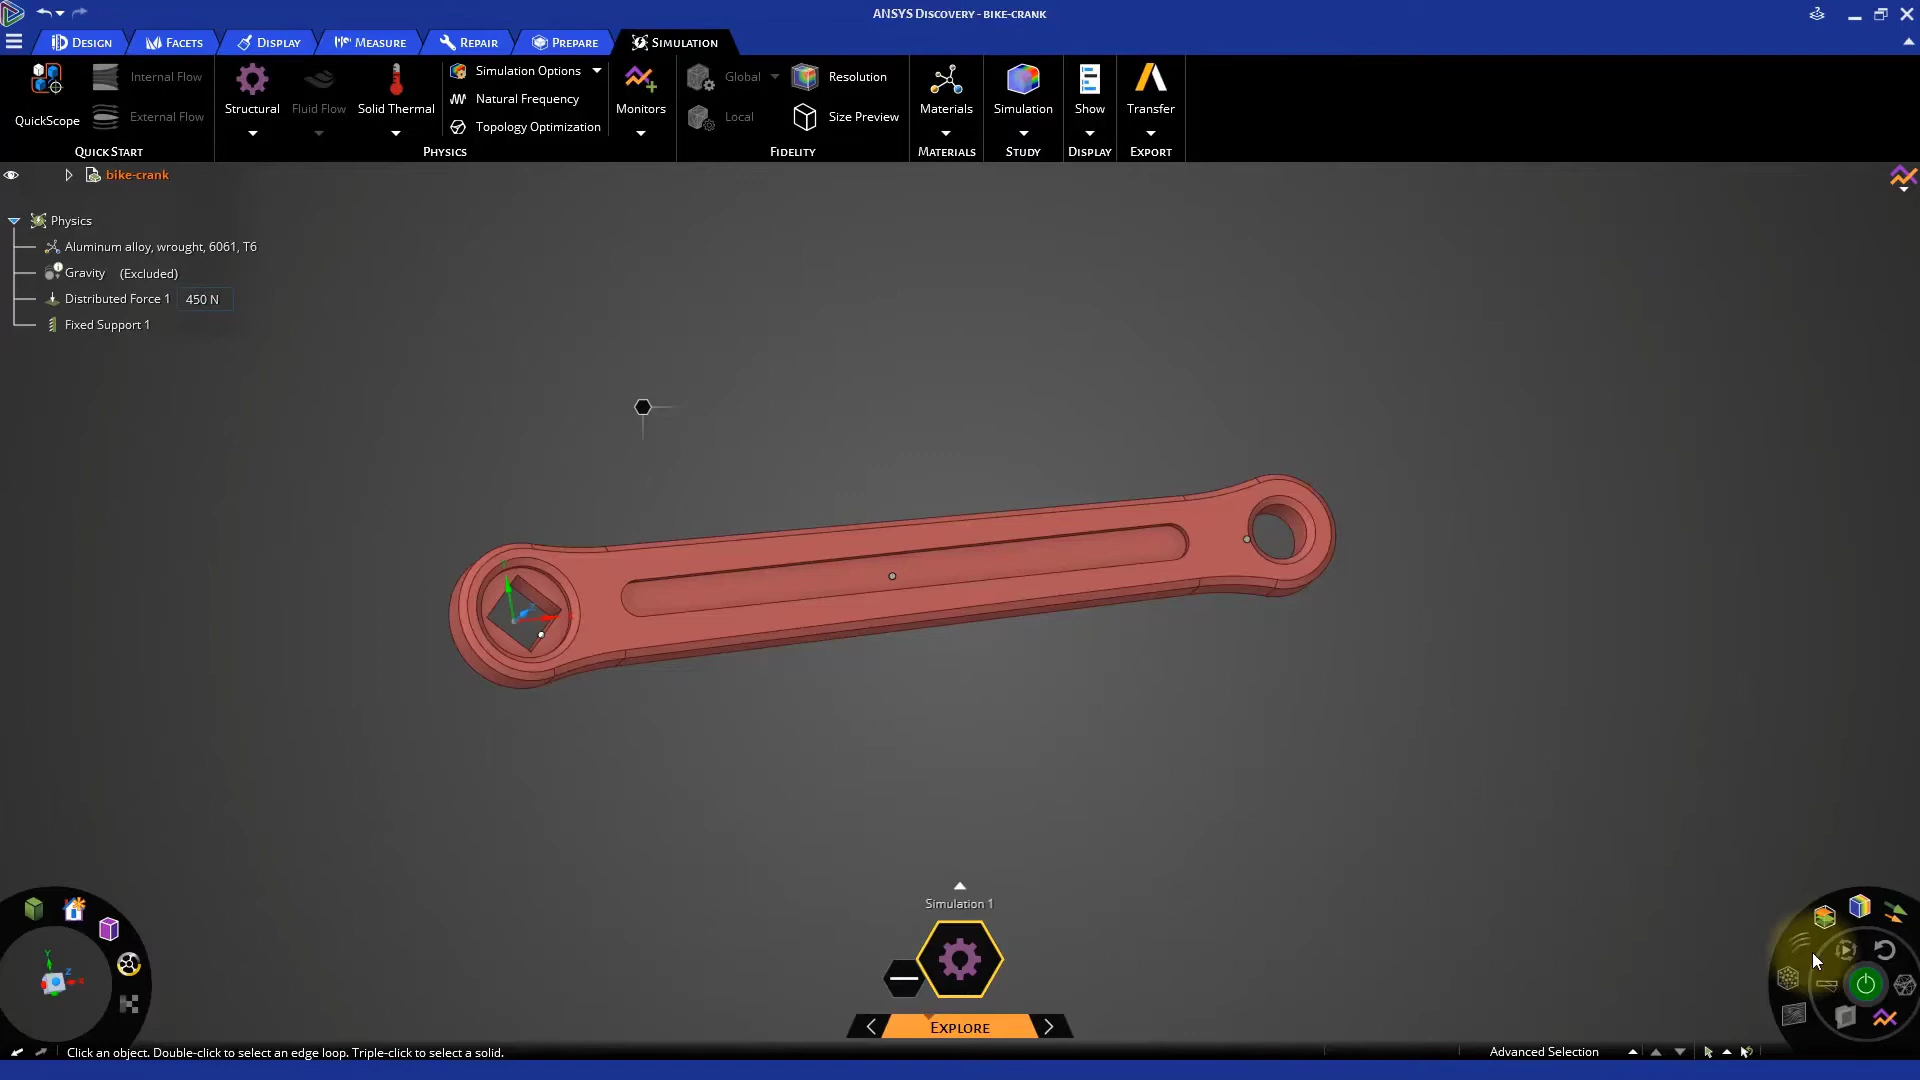 ANSYS Discovery - bike-crank
Design
Facets
Display
Measure
Repair
Prepare
Simulation
QuickScope
Internal Flow
External Flow
Quick Start
Structural
Fluid Flow
Solid Thermal
Simulation Options
Natural Frequency
Topology Optimization
Physics
Monitors
Global
Local
Resolution
Size Preview
Fidelity
Materials
Materials
Simulation
Study
Show
Display
Transfer
Export
bike-crank
Physics
Aluminum alloy, wrought, 6061, T6
Gravity (Excluded)
Distributed Force 1 450 N
Fixed Support 1
Simulation 1
Explore
Y
Z
X
Click an object. Double-click to select an edge loop. Triple-click to select a solid.
Advanced Selection